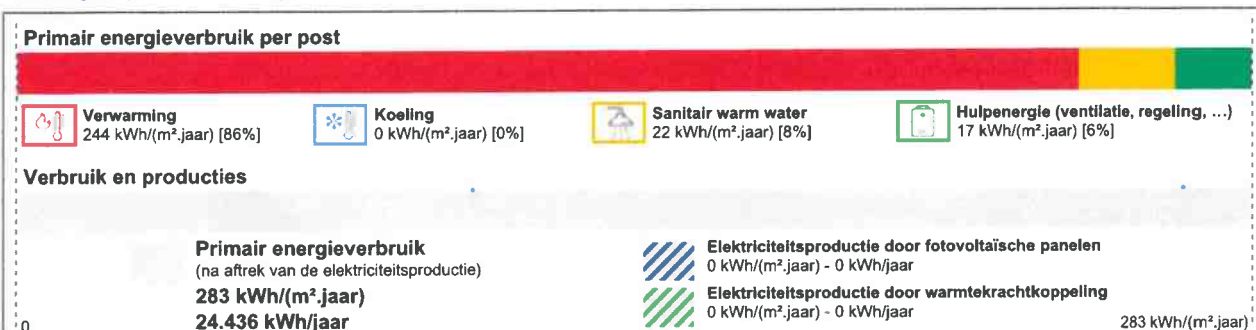 Primair energieverbruik per post
Verwarming
244 kWh/(m².jaar) [86%]
Koeling
0 kWh/(m².jaar) [0%]
Sanitair warm water
22 kWh/(m².jaar) [8%]
Hulpenergie (ventilatie, regeling, ...)
17 kWh/(m².jaar) [6%]
Verbruik en producties
Primair energieverbruik
(na aftrek van de elektriciteitsproductie)
283 kWh/(m².jaar)
24.436 kWh/jaar
Elektriciteitsproductie door fotovoltaïsche panelen
0 kWh/(m².jaar) - 0 kWh/jaar
Elektriciteitsproductie door warmtekrachtkoppeling
0 kWh/(m².jaar) - 0 kWh/jaar
0
283 kWh/(m².jaar)